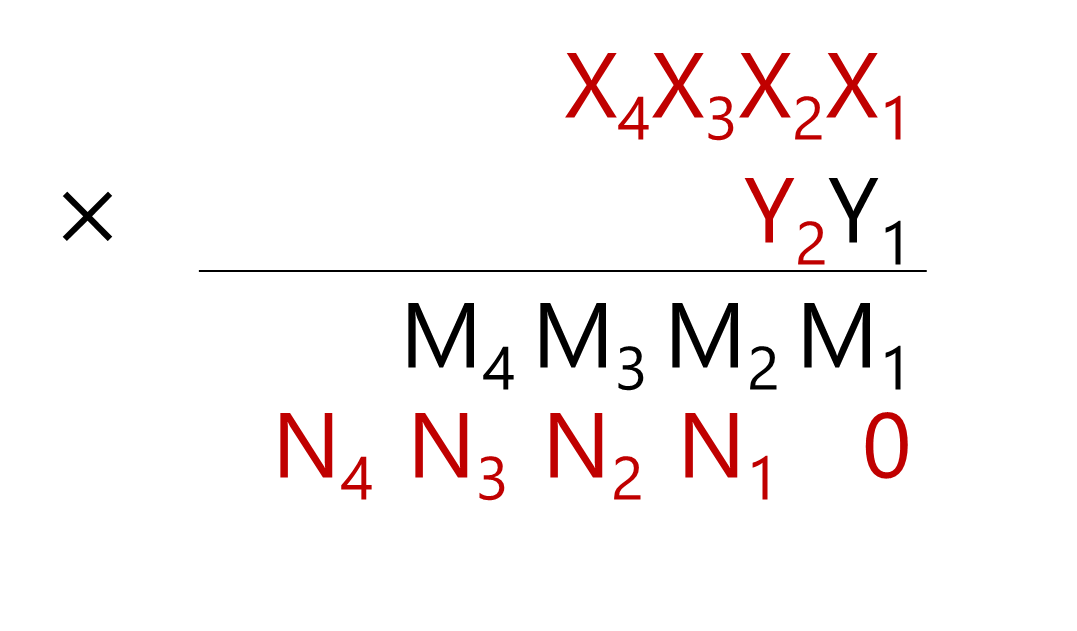 X₄X₃X₂X₁
× Y₂Y₁
M₄ M₃ M₂ M₁
N₄ N₃ N₂ N₁ 0